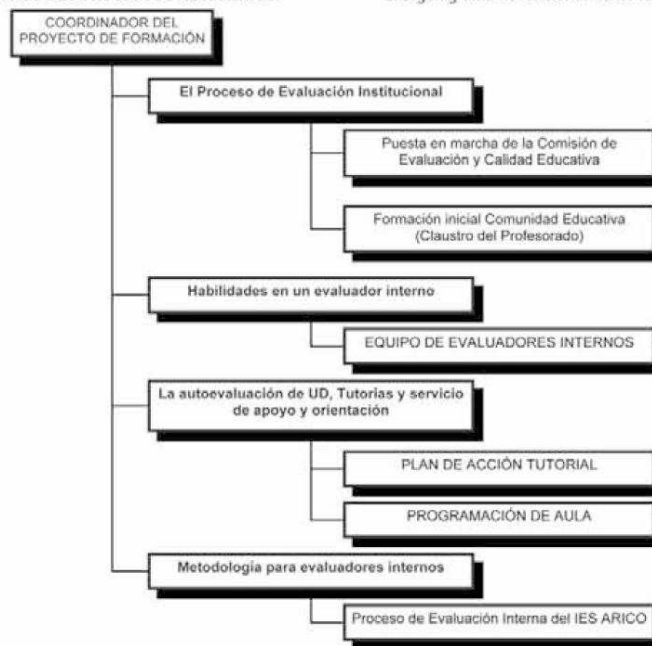 COORDINADOR DEL
PROYECTO DE FORMACIÓN
El Proceso de Evaluación Institucional
Puesta en marcha de la Comisión de
Evaluación y Calidad Educativa
Formación inicial Comunidad Educativa
(Claustro del Profesorado)
Habilidades en un evaluador interno
EQUIPO DE EVALUADORES INTERNOS
La autoevaluación de UD, Tutorias y servicio
de apoyo y orientación
PLAN DE ACCIÓN TUTORIAL
PROGRAMACIÓN DE AULA
Metodología para evaluadores internos
Proceso de Evaluación Interna del IES ARICO